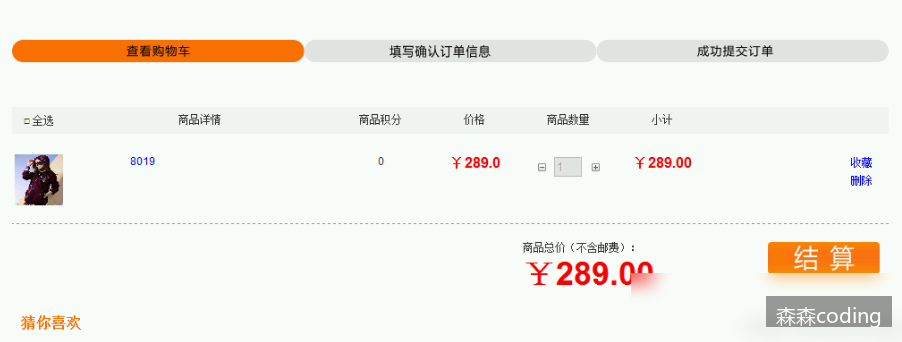 查看购物车 填写确认订单信息 成功提交订单
全选 商品详情 商品积分 价格 商品数量 小计
8019 0 ￥289.0 1 ￥289.00 收藏
删除
商品总价（不含邮费）：
￥289.00
结 算
猜你喜欢
森森coding